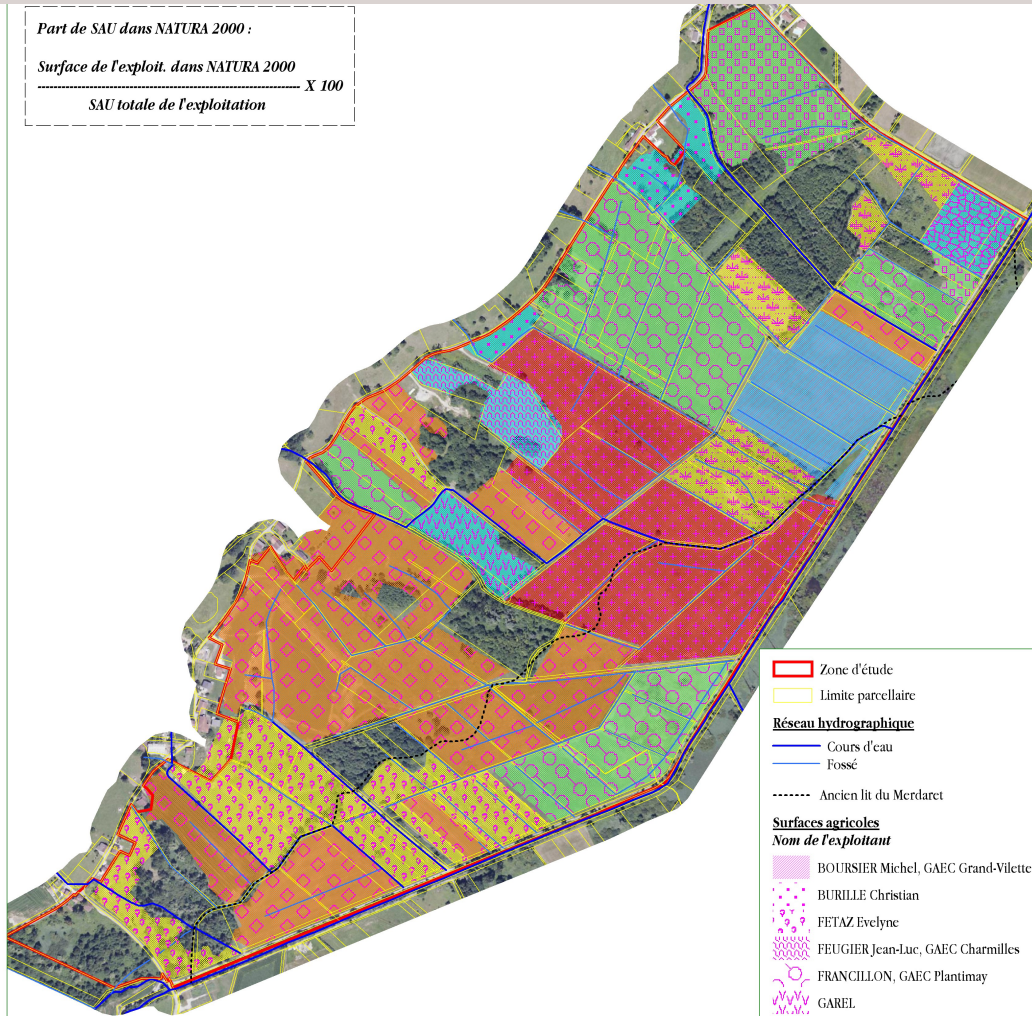 Part de SAU dans NATURA 2000 :
Surface de l'exploit. dans NATURA 2000
------------------------------------------------------------------ X 100
SAU totale de l'exploitation
Zone d'étude
Limite parcellaire
Réseau hydrographique
Cours d'eau
Fossé
Ancien lit du Merdaret
Surfaces agricoles
Nom de l'exploitant
BOURSIER Michel, GAEC Grand-Vilette
BURILLE Christian
FETAZ Evelyne
FEUGIER Jean-Luc, GAEC Charmilles
FRANCILLON, GAEC Plantimay
GAREL